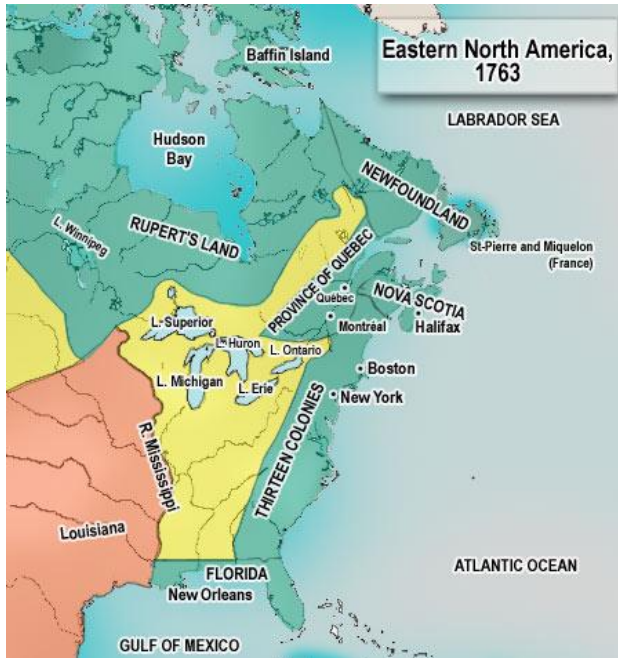 Eastern North America,
1763
Baffin Island
LABRADOR SEA
Hudson
Bay
NEWFOUNDLAND
RUPERT'S LAND
L. Winnipeg
St-Pierre and Miquelon
(France)
PROVINCE OF QUEBEC
Québec
NOVA SCOTIA
L. Superior
Montréal
Halifax
L. Huron
L. Ontario
Boston
L. Michigan
L. Erie
New York
THIRTEEN COLONIES
R. Mississippi
Louisiana
ATLANTIC OCEAN
FLORIDA
New Orleans
GULF OF MEXICO